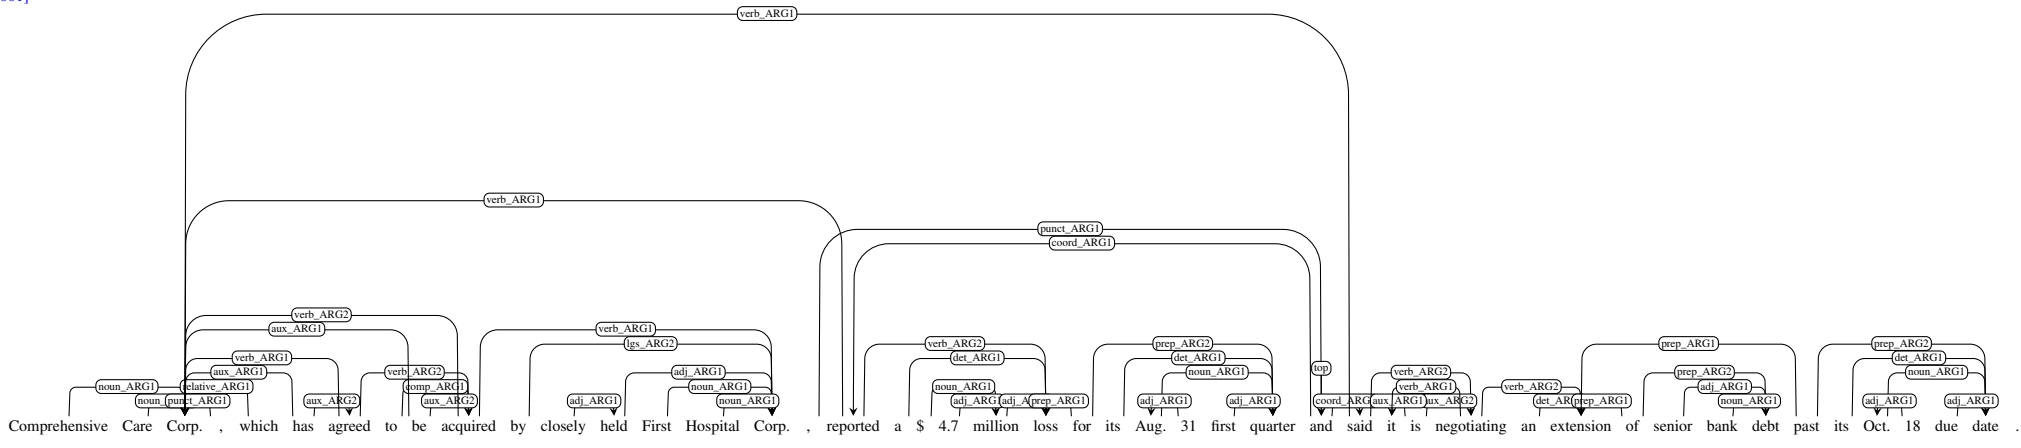 verb_ARG1
verb_ARG1
punct_ARG1
coord_ARG1
verb_ARG2
aux_ARG1 verb_ARG1
lgs_ARG2 verb_ARG2 prep_ARG2 prep_ARG1 prep_ARG2
verb_ARG1 det_ARG1 det_ARG1 det_ARG1
top
aux_ARG1 verb_ARG2 adj_ARG1 noun_ARG1 verb_ARG2 prep_ARG2 noun_ARG1
noun_ARG1 relative_ARG1 comp_ARG1 noun_ARG1 noun_ARG1 verb_ARG1 verb_ARG2 adj_ARG1
punct_ARG1 aux_ARG2 aux_ARG2 adj_ARG1 noun_ARG1 prep_ARG1 adj_ARG1 adj_ARG1 aux_ARG1 prep_ARG1 noun_ARG1 adj_ARG1 adj_ARG1
Comprehensive Care Corp. , which has agreed to be acquired by closely held First Hospital Corp. , reported a $ 4.7 million loss for its Aug. 31 first quarter and said it is negotiating an extension of senior bank debt past its Oct. 18 due date .